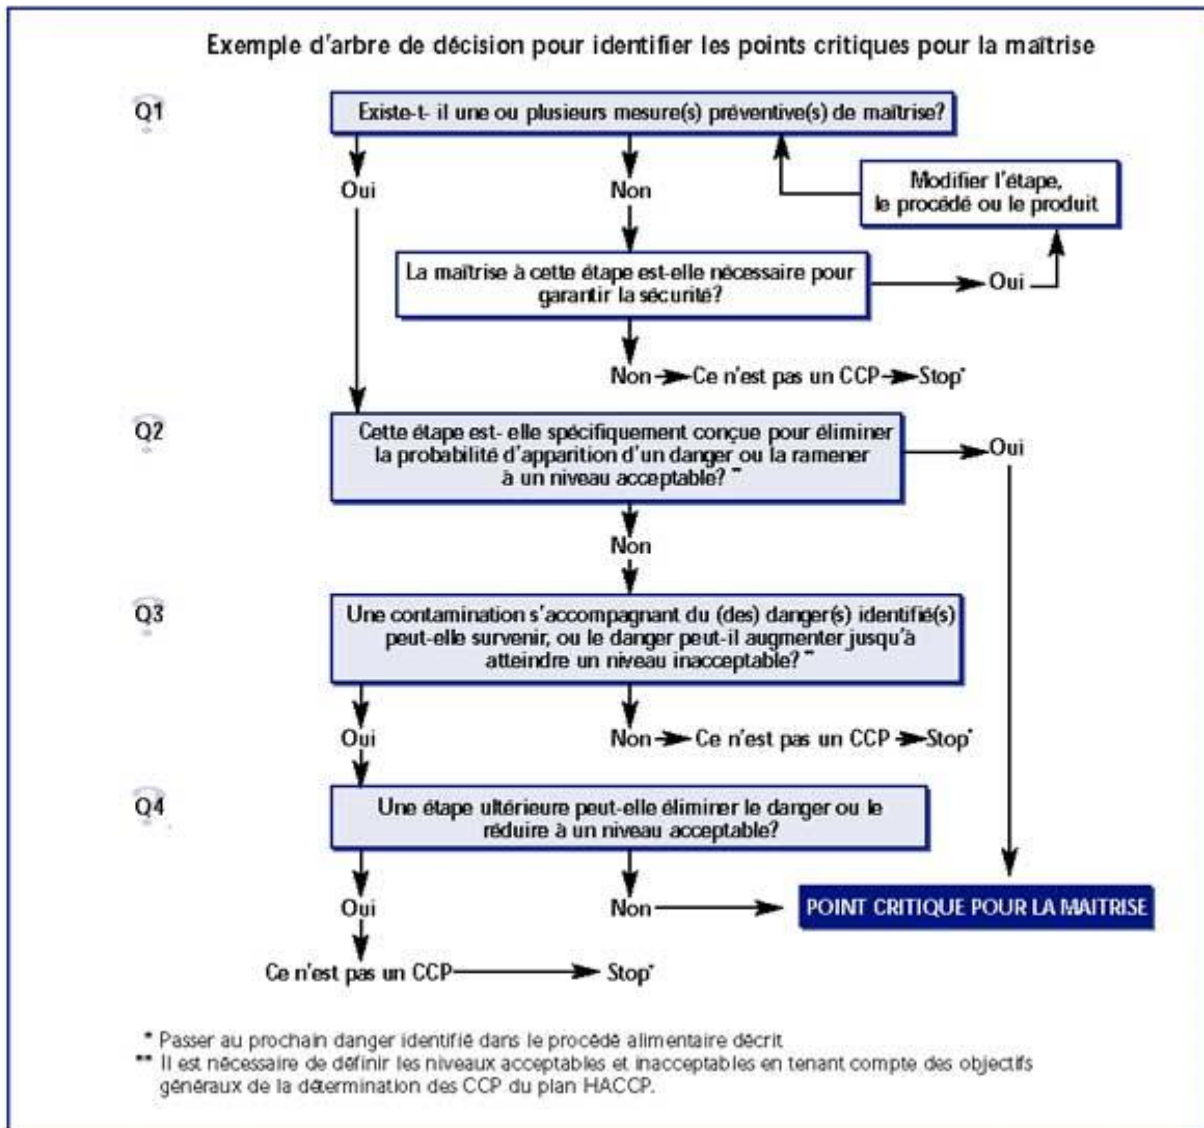 Exemple d'arbre de décision pour identifier les points critiques pour la maîtrise
Q1
Existe-t- il une ou plusieurs mesure(s) préventive(s) de maîtrise?
Oui
Non
Modifier l'étape,
le procédé ou le produit
La maîtrise à cette étape est-elle nécessaire pour
garantir la sécurité?
Oui
Non
Ce n'est pas un CCP
Stop*
Q2
Cette étape est- elle spécifiquement conçue pour éliminer
la probabilité d'apparition d'un danger ou la ramener
à un niveau acceptable? **
Oui
Non
Q3
Une contamination s'accompagnant du (des) danger(s) identifié(s)
peut-elle survenir, ou le danger peut-il augmenter jusqu'à
atteindre un niveau inacceptable? **
Oui
Non
Ce n'est pas un CCP
Stop*
Q4
Une étape ultérieure peut-elle éliminer le danger ou le
réduire à un niveau acceptable?
Oui
Non
POINT CRITIQUE POUR LA MAITRISE
Ce n'est pas un CCP
Stop*
* Passer au prochain danger identifié dans le procédé alimentaire décrit
** Il est nécessaire de définir les niveaux acceptables et inacceptables en tenant compte des objectifs
généraux de la détermination des CCP du plan HACCP.